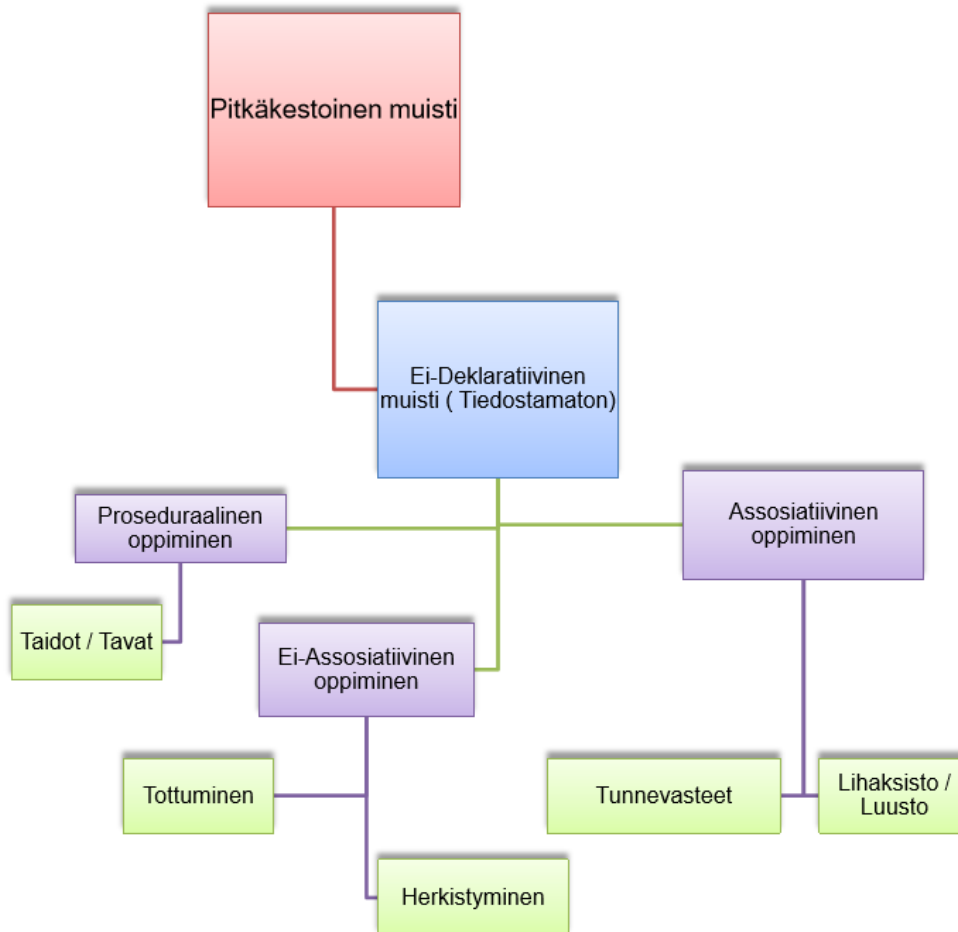 Pitkäkestoinen muisti
Ei-Deklaratiivinen
muisti ( Tiedostamaton)
Proseduraalinen
oppiminen
Assosiatiivinen
oppiminen
Taidot / Tavat
Ei-Assosiatiivinen
oppiminen
Tottuminen
Tunnevasteet
Lihaksisto /
Luusto
Herkistyminen